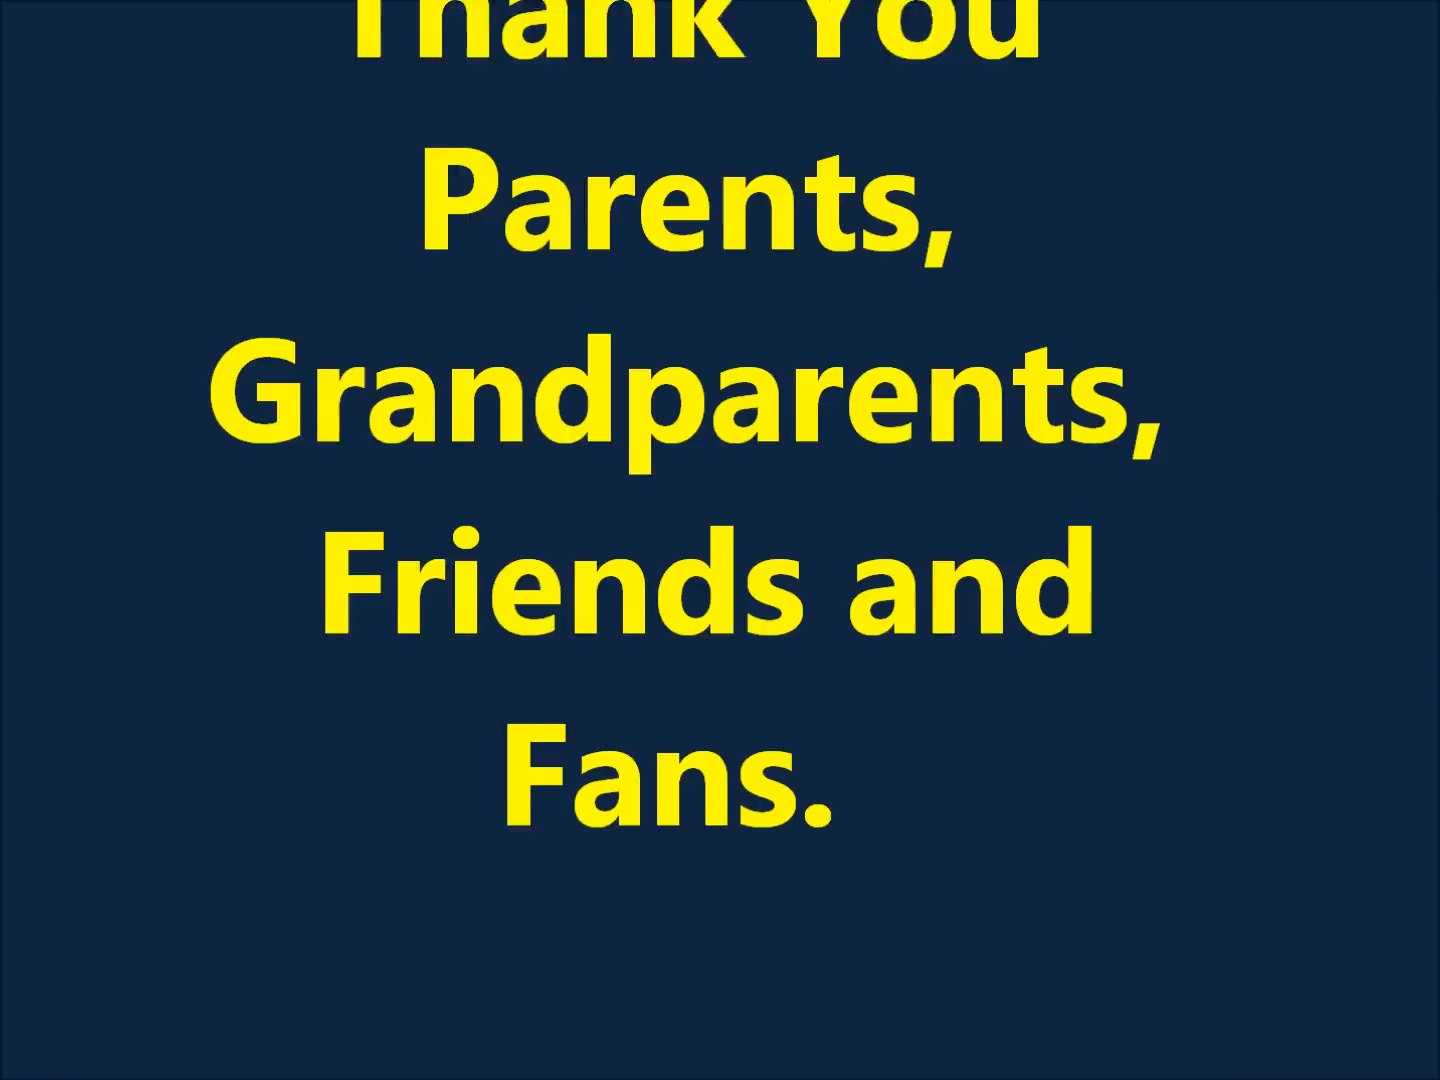 Thank You
Parents,
Grandparents,
Friends and
Fans.